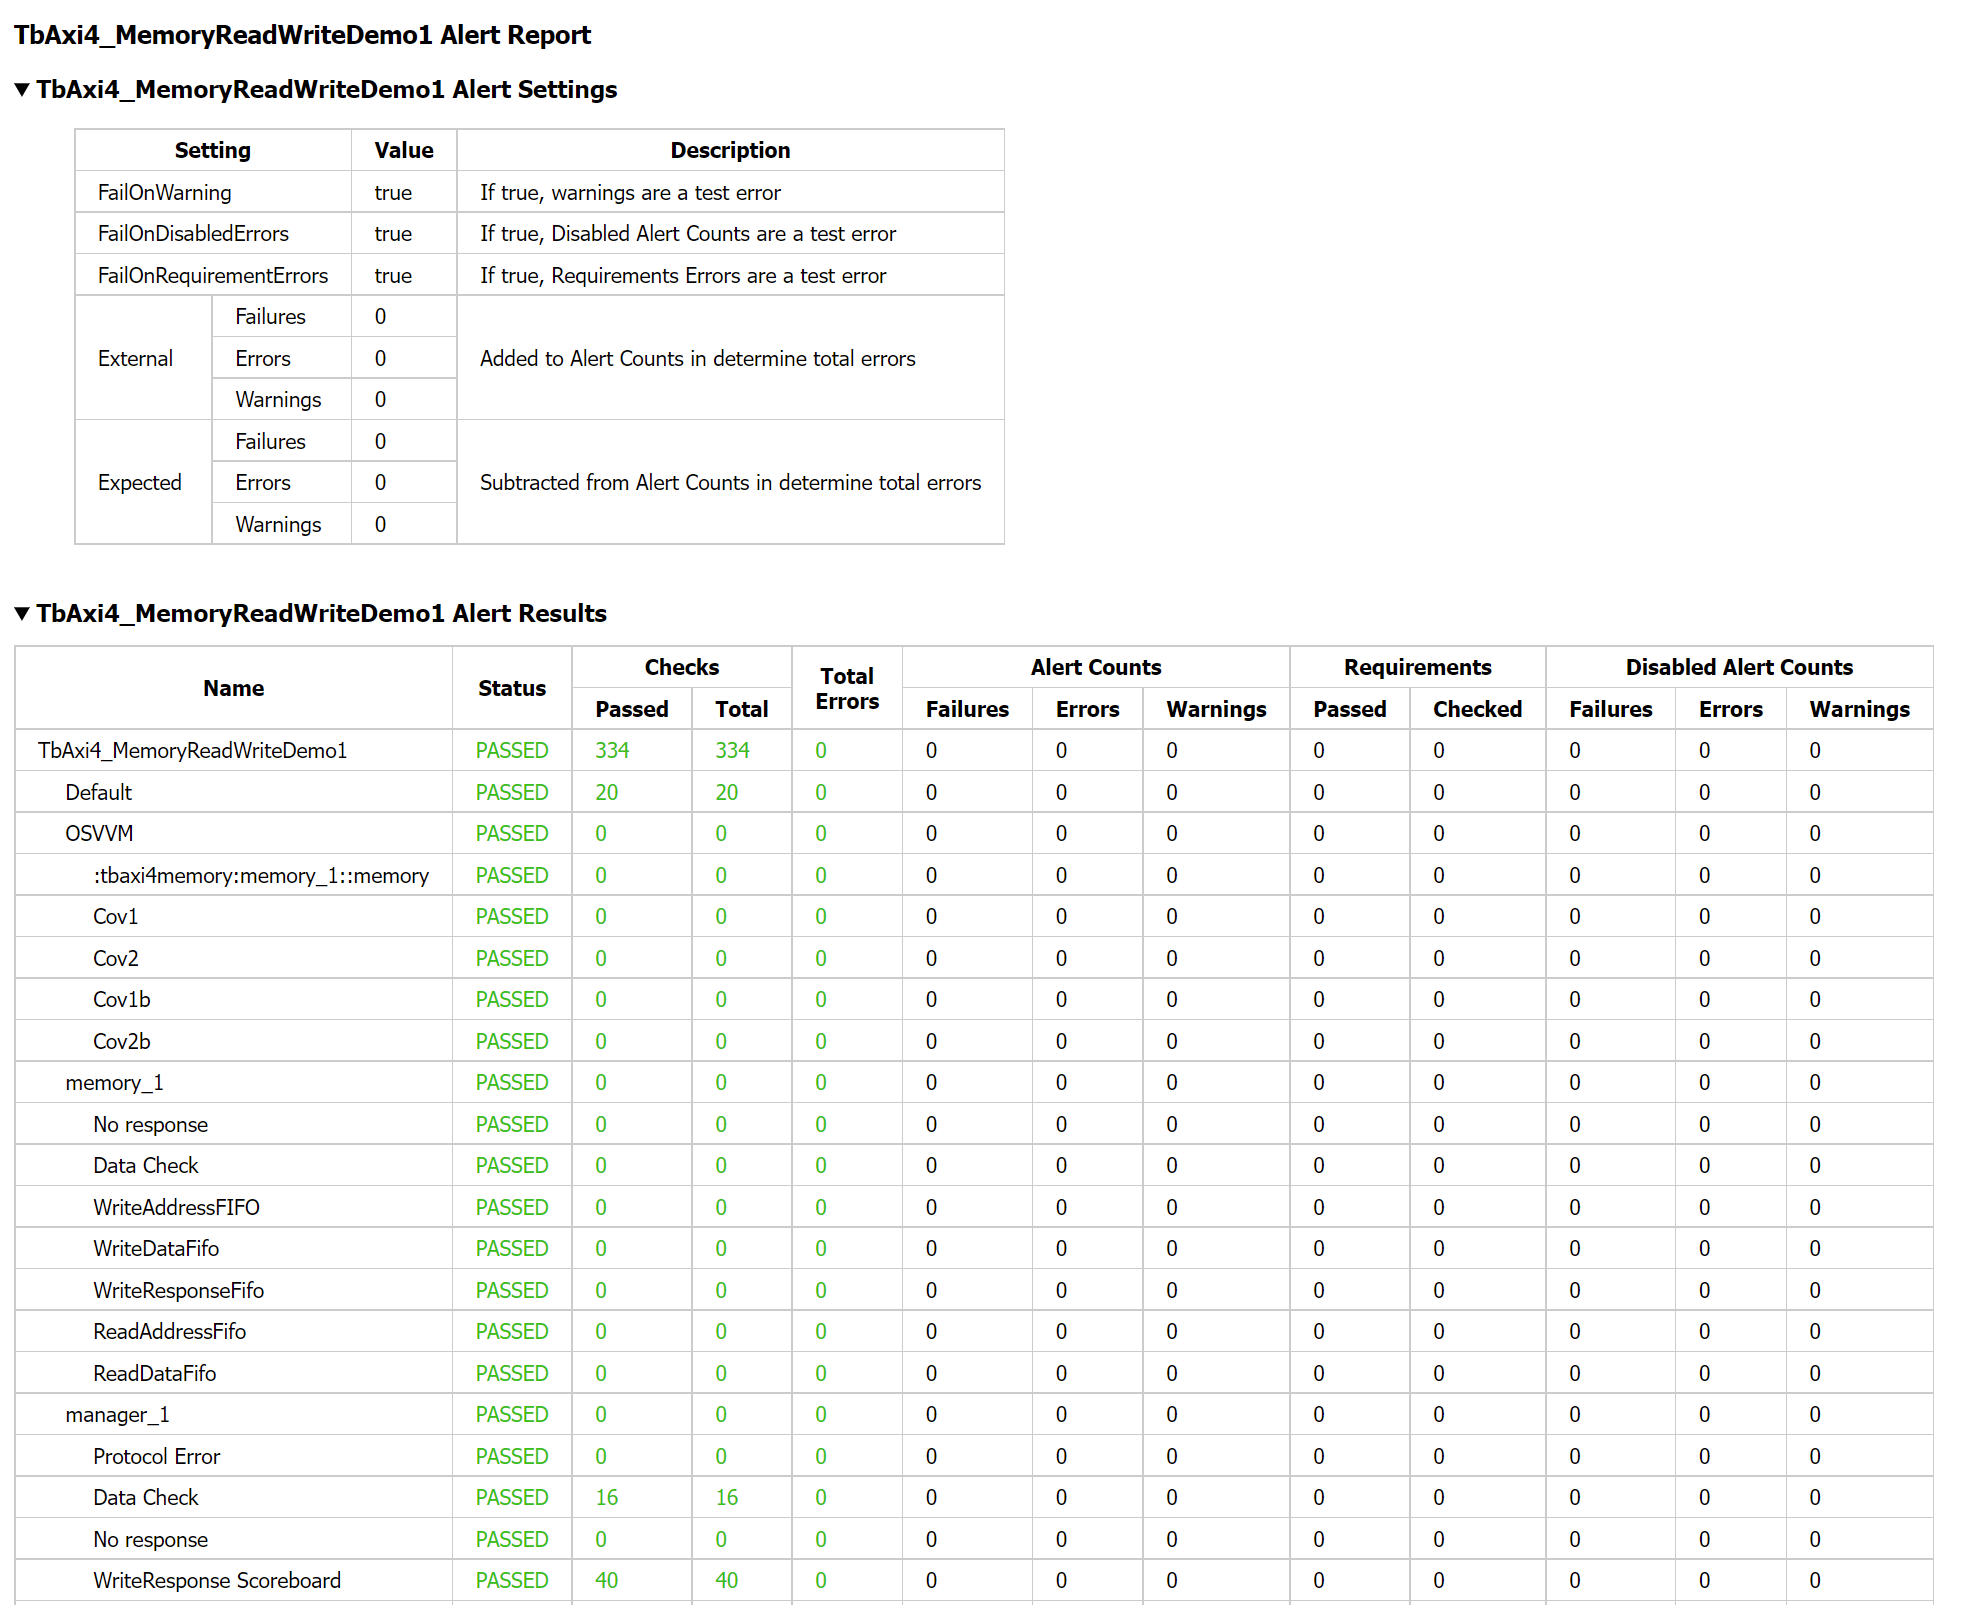 TbAxi4_MemoryReadWriteDemo1 Alert Report
▼ TbAxi4_MemoryReadWriteDemo1 Alert Settings
Setting Value Description
FailOnWarning true If true, warnings are a test error
FailOnDisabledErrors true If true, Disabled Alert Counts are a test error
FailOnRequirementErrors true If true, Requirements Errors are a test error
Failures 0
External Errors 0 Added to Alert Counts in determine total errors
Warnings 0
Failures 0
Expected Errors 0 Subtracted from Alert Counts in determine total errors
Warnings 0
▼ TbAxi4_MemoryReadWriteDemo1 Alert Results
Name Status Checks Total Errors Alert Counts Requirements Disabled Alert Counts
Passed Total Failures Errors Warnings Passed Checked Failures Errors Warnings
TbAxi4_MemoryReadWriteDemo1 PASSED 334 334 0 0 0 0 0 0 0 0 0
Default PASSED 20 20 0 0 0 0 0 0 0 0 0
OSVVM PASSED 0 0 0 0 0 0 0 0 0 0 0
:tbaxi4memory:memory_1::memory PASSED 0 0 0 0 0 0 0 0 0 0 0
Cov1 PASSED 0 0 0 0 0 0 0 0 0 0 0
Cov2 PASSED 0 0 0 0 0 0 0 0 0 0 0
Cov1b PASSED 0 0 0 0 0 0 0 0 0 0 0
Cov2b PASSED 0 0 0 0 0 0 0 0 0 0 0
memory_1 PASSED 0 0 0 0 0 0 0 0 0 0 0
No response PASSED 0 0 0 0 0 0 0 0 0 0 0
Data Check PASSED 0 0 0 0 0 0 0 0 0 0 0
WriteAddressFIFO PASSED 0 0 0 0 0 0 0 0 0 0 0
WriteDataFifo PASSED 0 0 0 0 0 0 0 0 0 0 0
WriteResponseFifo PASSED 0 0 0 0 0 0 0 0 0 0 0
ReadAddressFifo PASSED 0 0 0 0 0 0 0 0 0 0 0
ReadDataFifo PASSED 0 0 0 0 0 0 0 0 0 0 0
manager_1 PASSED 0 0 0 0 0 0 0 0 0 0 0
Protocol Error PASSED 0 0 0 0 0 0 0 0 0 0 0
Data Check PASSED 16 16 0 0 0 0 0 0 0 0 0
No response PASSED 0 0 0 0 0 0 0 0 0 0 0
WriteResponse Scoreboard PASSED 40 40 0 0 0 0 0 0 0 0 0